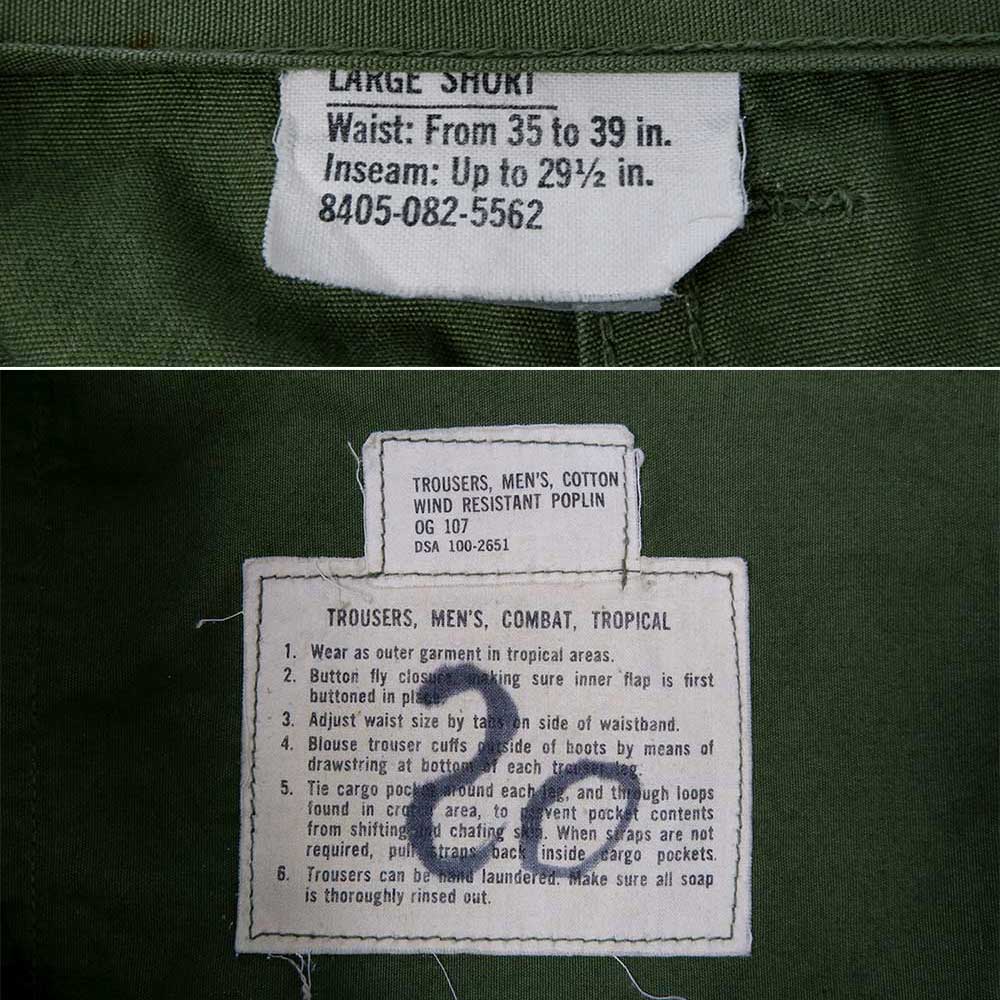 LARGE SHORT
Waist: From 35 to 39 in.
Inseam: Up to 29½ in.
8405-082-5562
TROUSERS, MEN'S, COTTON
WIND RESISTANT POPLIN
OG 107
DSA 100-2651
TROUSERS, MEN'S, COMBAT, TROPICAL
1. Wear as outer garment in tropical areas.
2. Button fly closure, making sure inner flap is first
buttoned in place.
3. Adjust waist size by tabs on side of waistband.
4. Blouse trouser cuffs outside of boots by means of
drawstring at bottom of each trouser leg.
5. Tie cargo pocket around each leg, and through loops
found in crotch area, to prevent pocket contents
from shifting and chafing skin. When straps are not
required, pull straps back inside cargo pockets.
6. Trousers can be hand laundered. Make sure all soap
is thoroughly rinsed out.
20